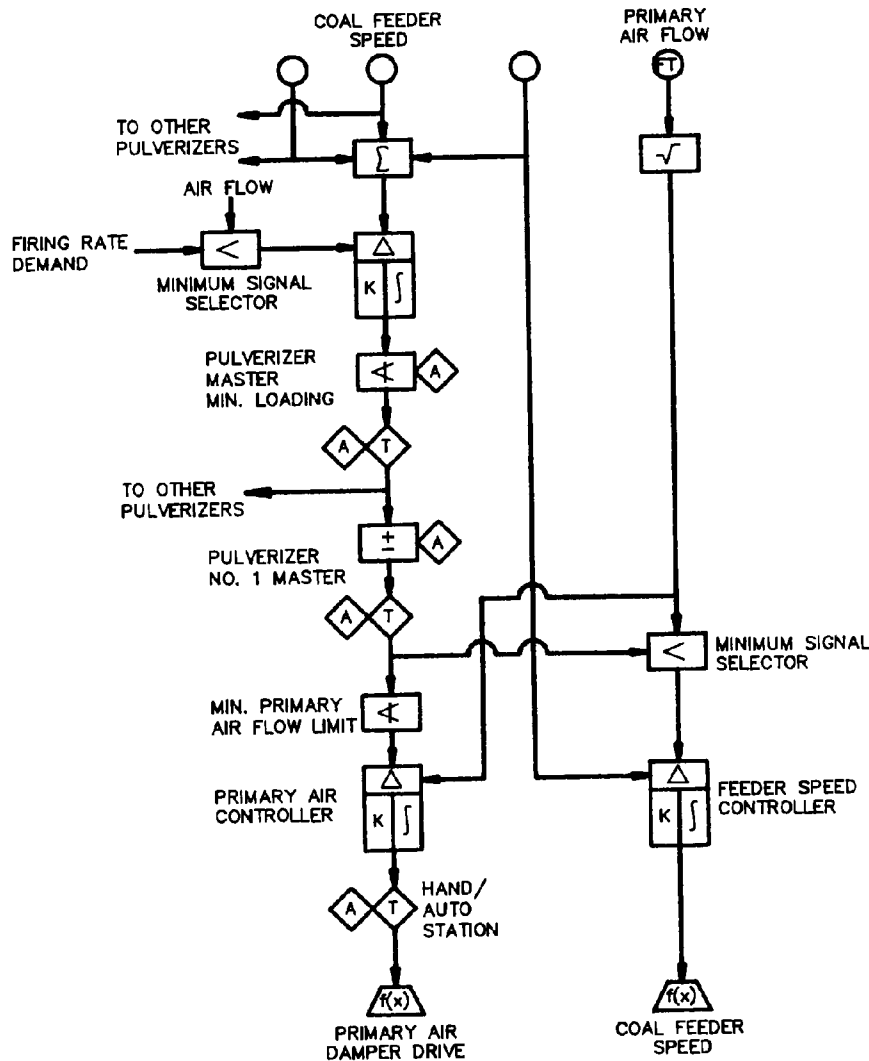 COAL FEEDER
SPEED
PRIMARY
AIR FLOW
FT
TO OTHER
PULVERIZERS
Σ
√
AIR FLOW
FIRING RATE
DEMAND
<
Δ
MINIMUM SIGNAL
SELECTOR
K ∫
PULVERIZER
MASTER
MIN. LOADING
∢ A
A T
TO OTHER
PULVERIZERS
± A
PULVERIZER
NO. 1 MASTER
A T
<
MINIMUM SIGNAL
SELECTOR
MIN. PRIMARY
AIR FLOW LIMIT
∢
PRIMARY AIR
CONTROLLER
Δ
K ∫
Δ
K ∫
FEEDER SPEED
CONTROLLER
A T
HAND/
AUTO
STATION
f(x)
PRIMARY AIR
DAMPER DRIVE
f(x)
COAL FEEDER
SPEED